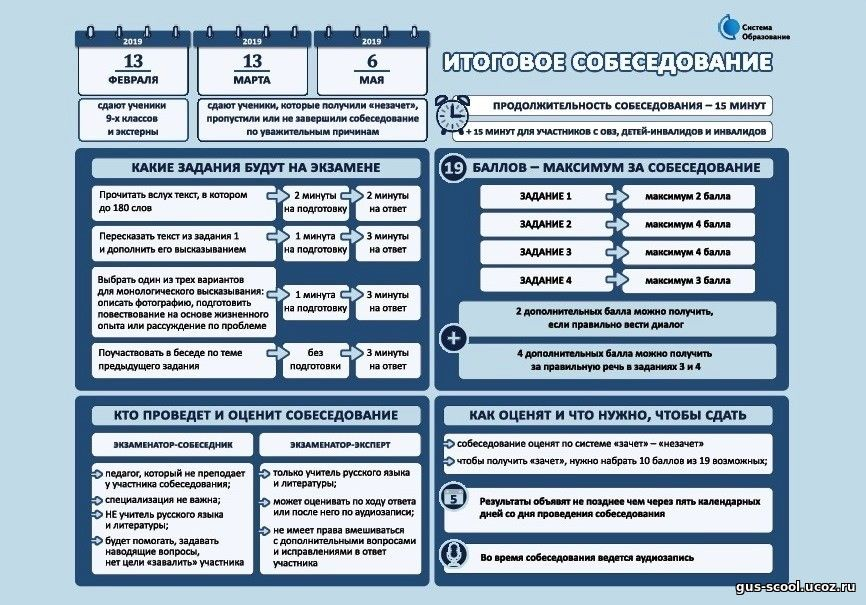 Система
Образование
2019
13
ФЕВРАЛЯ
2019
13
МАРТА
2019
6
МАЯ
сдают ученики
9-х классов
и экстерны
сдают ученики, которые получили «незачет»,
пропустили или не завершили собеседование
по уважительным причинам
ИТОГОВОЕ СОБЕСЕДОВАНИЕ
ПРОДОЛЖИТЕЛЬНОСТЬ СОБЕСЕДОВАНИЯ – 15 МИНУТ
+ 15 МИНУТ ДЛЯ УЧАСТНИКОВ С ОВЗ, ДЕТЕЙ-ИНВАЛИДОВ И ИНВАЛИДОВ
КАКИЕ ЗАДАНИЯ БУДУТ НА ЭКЗАМЕНЕ
Прочитать вслух текст, в котором
до 180 слов
2 минуты
на подготовку
2 минуты
на ответ
Пересказать текст из задания 1
и дополнить его высказыванием
1 минута
на подготовку
3 минуты
на ответ
Выбрать один из трех вариантов
для монологического высказывания:
описать фотографию, подготовить
повествование на основе жизненного
опыта или рассуждение по проблеме
1 минута
на подготовку
3 минуты
на ответ
Поучаствовать в беседе по теме
предыдущего задания
без
подготовки
3 минуты
на ответ
19 БАЛЛОВ – МАКСИМУМ ЗА СОБЕСЕДОВАНИЕ
ЗАДАНИЕ 1
максимум 2 балла
ЗАДАНИЕ 2
максимум 4 балла
ЗАДАНИЕ 3
максимум 4 балла
ЗАДАНИЕ 4
максимум 3 балла
+
2 дополнительных балла можно получить,
если правильно вести диалог
4 дополнительных балла можно получить
за правильную речь в заданиях 3 и 4
КТО ПРОВЕДЕТ И ОЦЕНИТ СОБЕСЕДОВАНИЕ
ЭКЗАМЕНАТОР-СОБЕСЕДНИК
педагог, который не преподает
у участника собеседования;
специализация не важна;
НЕ учитель русского языка
и литературы;
будет помогать, задавать
наводящие вопросы,
нет цели «завалить» участника
ЭКЗАМЕНАТОР-ЭКСПЕРТ
только учитель русского языка
и литературы;
может оценивать по ходу ответа
или после него по аудиозаписи;
не имеет права вмешиваться
с дополнительными вопросами
и исправлениями в ответ
участника
КАК ОЦЕНЯТ И ЧТО НУЖНО, ЧТОБЫ СДАТЬ
собеседование оценят по системе «зачет» – «незачет»
чтобы получить «зачет», нужно набрать 10 баллов из 19 возможных;
5
Результаты объявят не позднее чем через пять календарных
дней со дня проведения собеседования
Во время собеседования ведется аудиозапись
gus-scool.ucoz.ru